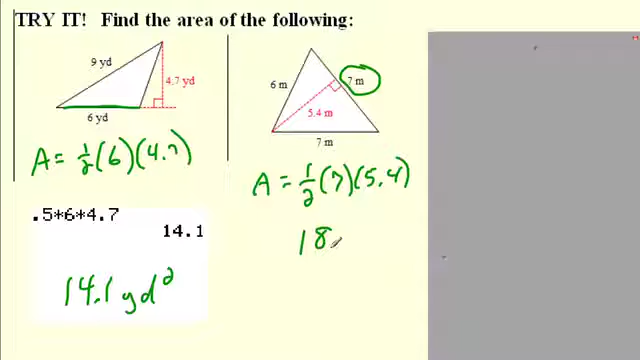 TRY IT! Find the area of the following:
9 yd
4.7 yd
6 yd
A = 1/2 (6)(4.7)
.5*6*4.7
14.1
14.1 yd²
6 m
7 m
5.4 m
7 m
A = 1/2 (7)(5.4)
18.